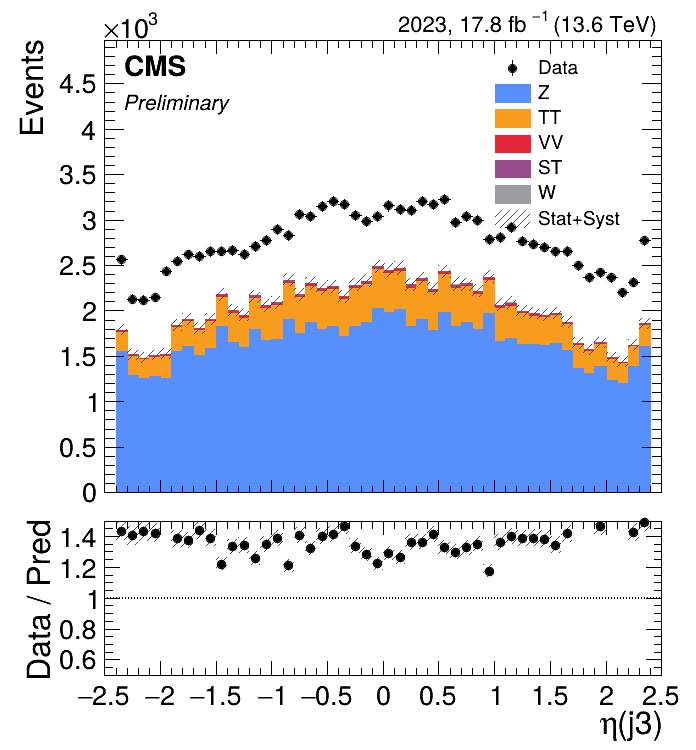 ×10³
2023, 17.8 fb⁻¹ (13.6 TeV)
Events
CMS
Preliminary
Data
Z
TT
VV
ST
W
Stat+Syst
4.5
4
3.5
3
2.5
2
1.5
1
0.5
0
Data / Pred
1.4
1.2
1
0.8
0.6
−2.5 −2 −1.5 −1 −0.5 0 0.5 1 1.5 2 2.5
η(j3)